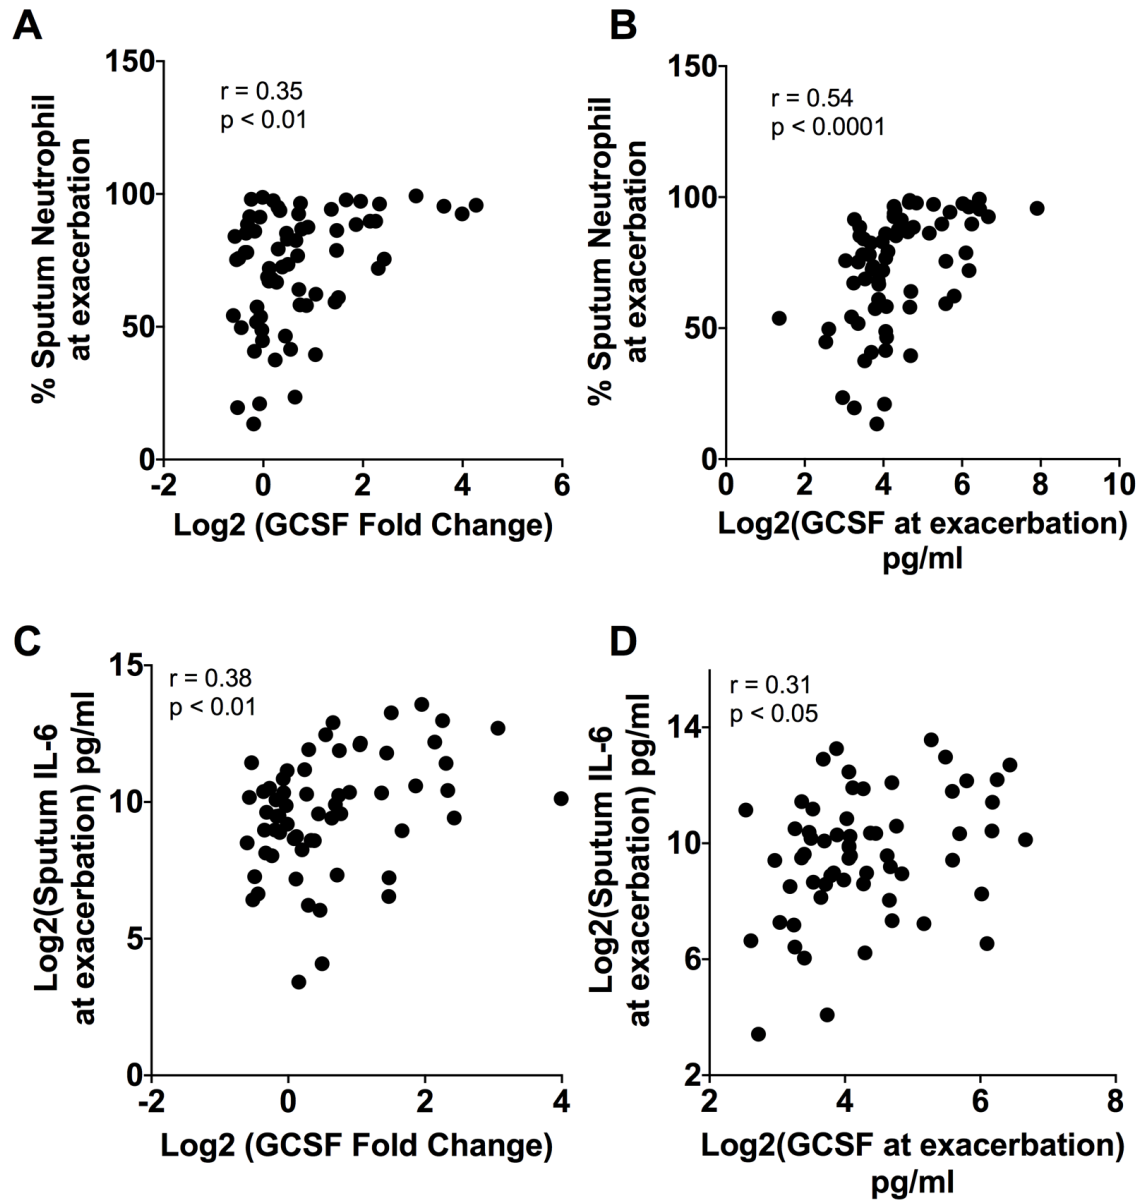 A
150
100
50
0
-2
0
2
4
6
r = 0.35
p < 0.01
% Sputum Neutrophil
at exacerbation
Log2 (GCSF Fold Change)
B
150
100
50
0
0
2
4
6
8
10
r = 0.54
p < 0.0001
% Sputum Neutrophil
at exacerbation
Log2(GCSF at exacerbation)
pg/ml
C
15
10
5
0
-2
0
2
4
r = 0.38
p < 0.01
Log2(Sputum IL-6
at exacerbation) pg/ml
Log2 (GCSF Fold Change)
D
14
10
6
2
2
4
6
8
r = 0.31
p < 0.05
Log2(Sputum IL-6
at exacerbation) pg/ml
Log2(GCSF at exacerbation)
pg/ml